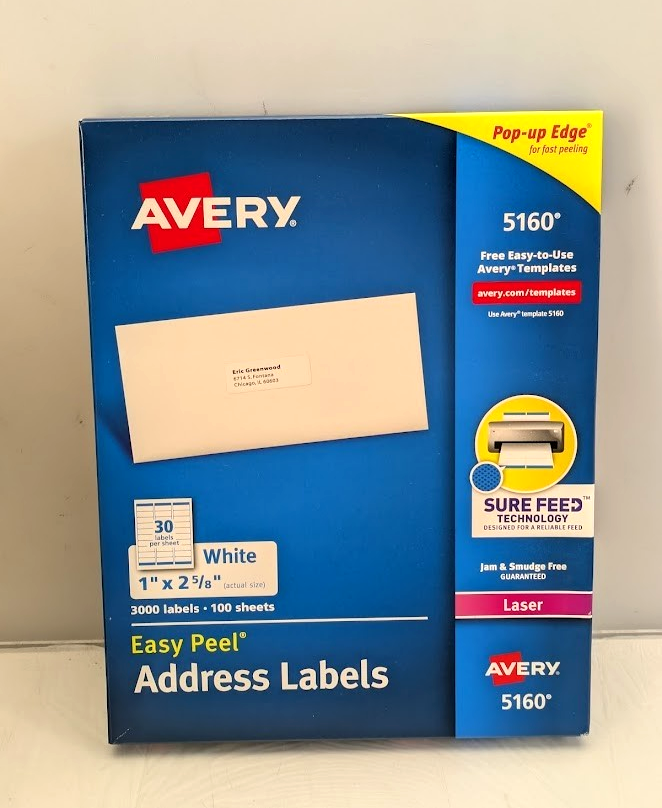 Pop-up Edge®
for fast peeling
AVERY®
5160®
Free Easy-to-Use
Avery® Templates
avery.com/templates
Use Avery® template 5160
Eric Greenwood
6714 S. Fontana
Chicago, IL 60603
SURE FEED™
TECHNOLOGY
DESIGNED FOR A RELIABLE FEED
30
labels
per sheet
White
1" x 2 5/8" (actual size)
3000 labels • 100 sheets
Jam & Smudge Free
GUARANTEED
Laser
Easy Peel®
Address Labels
AVERY®
5160®